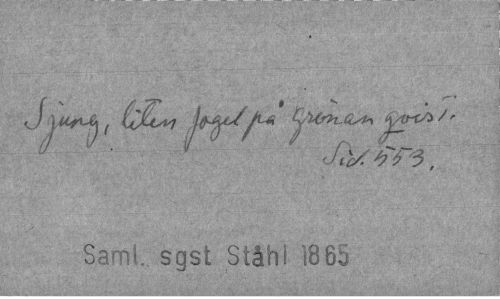 Sjung, liten fogel på grönan qvist.
Sid. 553.
Saml. sgst Ståhl 1865